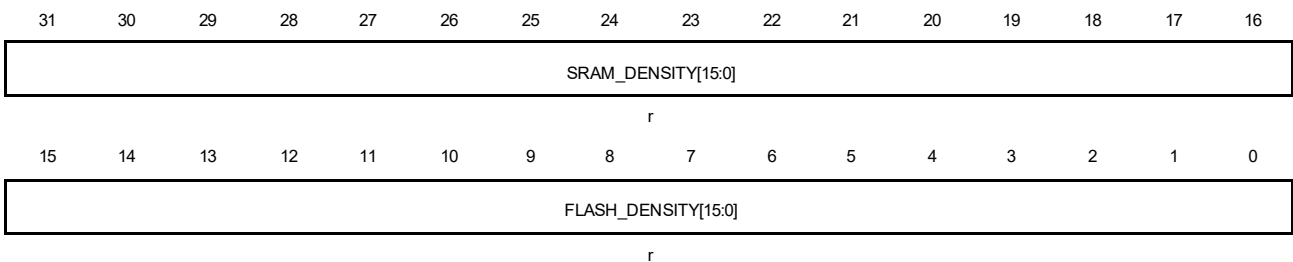 31 30 29 28 27 26 25 24 23 22 21 20 19 18 17 16
SRAM_DENSITY[15:0]
r
15 14 13 12 11 10 9 8 7 6 5 4 3 2 1 0
FLASH_DENSITY[15:0]
r